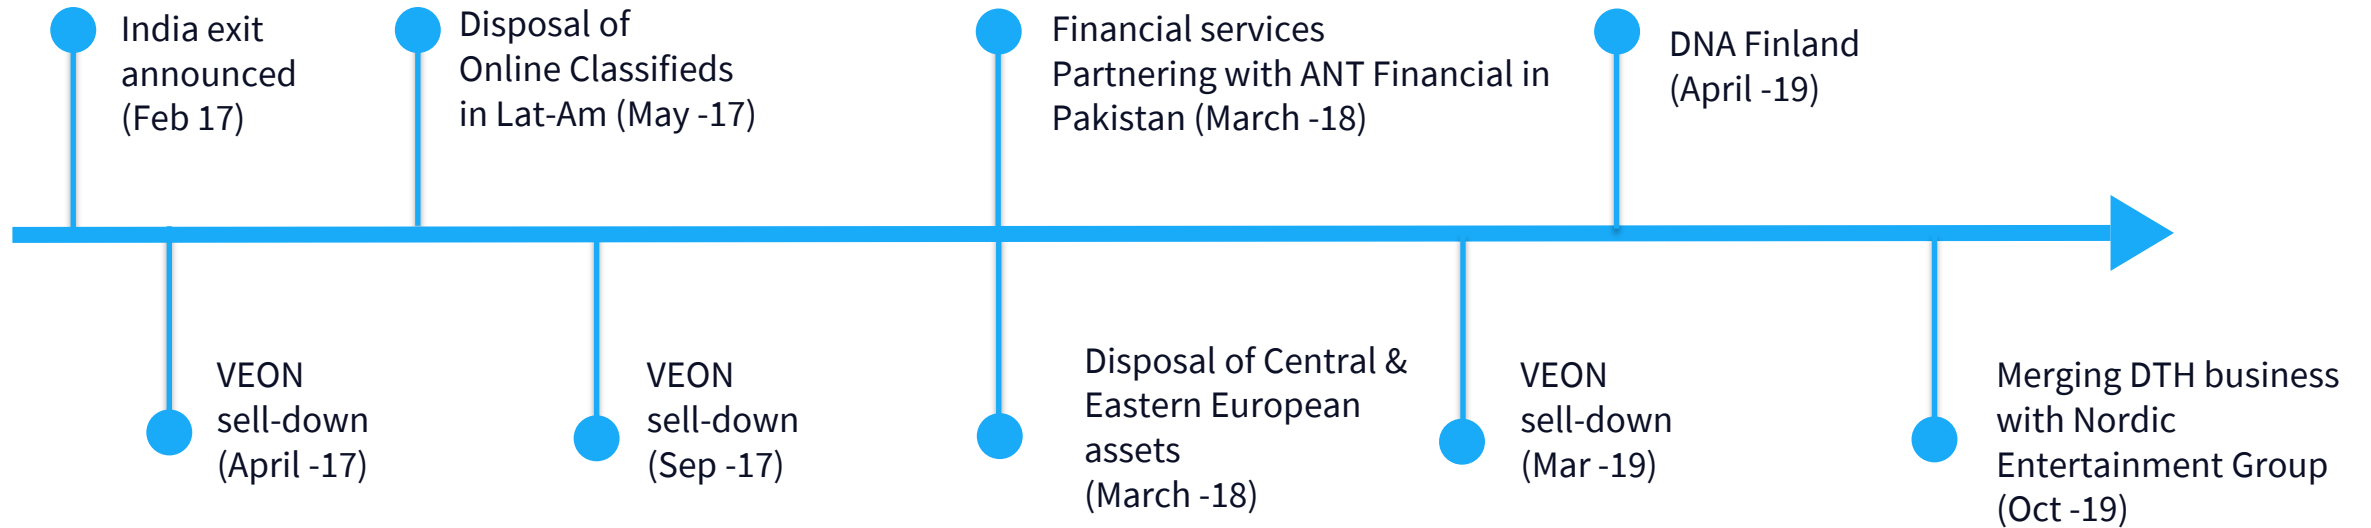 India exit
announced
(Feb 17)
Disposal of
Online Classifieds
in Lat-Am (May -17)
Financial services
Partnering with ANT Financial in
Pakistan (March -18)
DNA Finland
(April -19)
VEON
sell-down
(April -17)
VEON
sell-down
(Sep -17)
Disposal of Central &
Eastern European
assets
(March -18)
VEON
sell-down
(Mar -19)
Merging DTH business
with Nordic
Entertainment Group
(Oct -19)